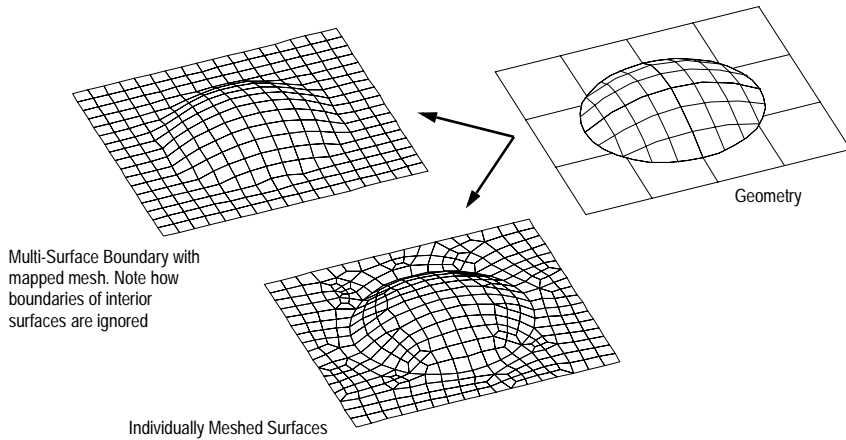 Geometry
Multi-Surface Boundary with
mapped mesh. Note how
boundaries of interior
surfaces are ignored
Individually Meshed Surfaces